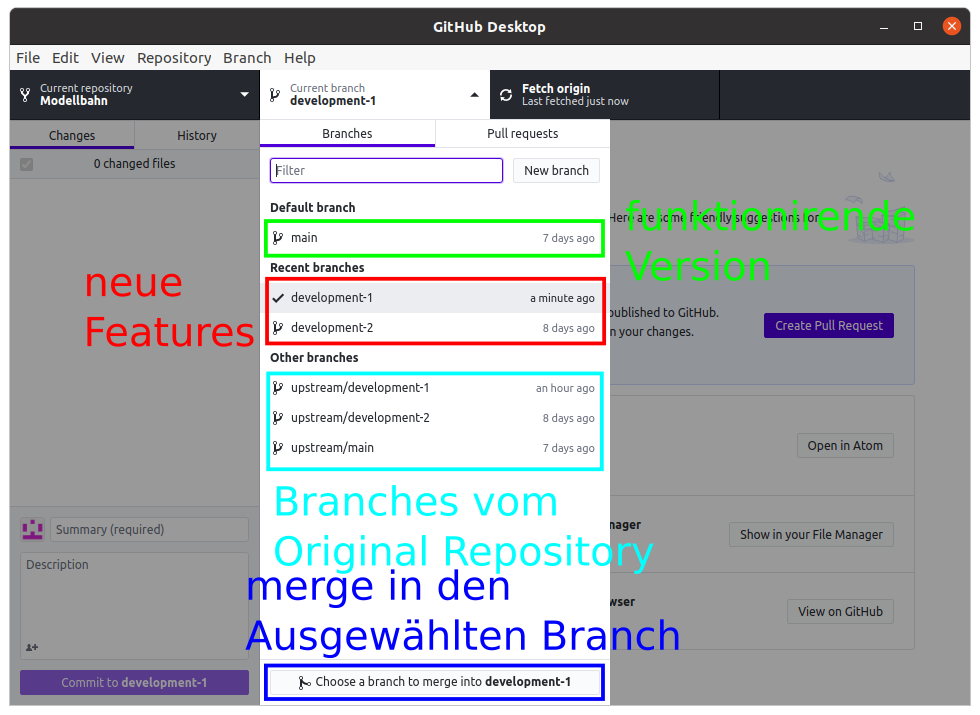 GitHub Desktop
File Edit View Repository Branch Help
Current repository
Modellbahn
Current branch
development-1
Fetch origin
Last fetched just now
Changes
History
Branches
Pull requests
0 changed files
Filter
New branch
Default branch
main
7 days ago
Here are some friendly suggestions for
funktionirende
Version
Recent branches
development-1
a minute ago
development-2
8 days ago
neue
Features
published to GitHub.
your changes.
Create Pull Request
Other branches
upstream/development-1
an hour ago
upstream/development-2
8 days ago
upstream/main
7 days ago
Open in Atom
Branches vom
Original Repository
Summary (required)
Show in your File Manager
Description
merge in den
Ausgewählten Branch
View on GitHub
Commit to development-1
Choose a branch to merge into development-1